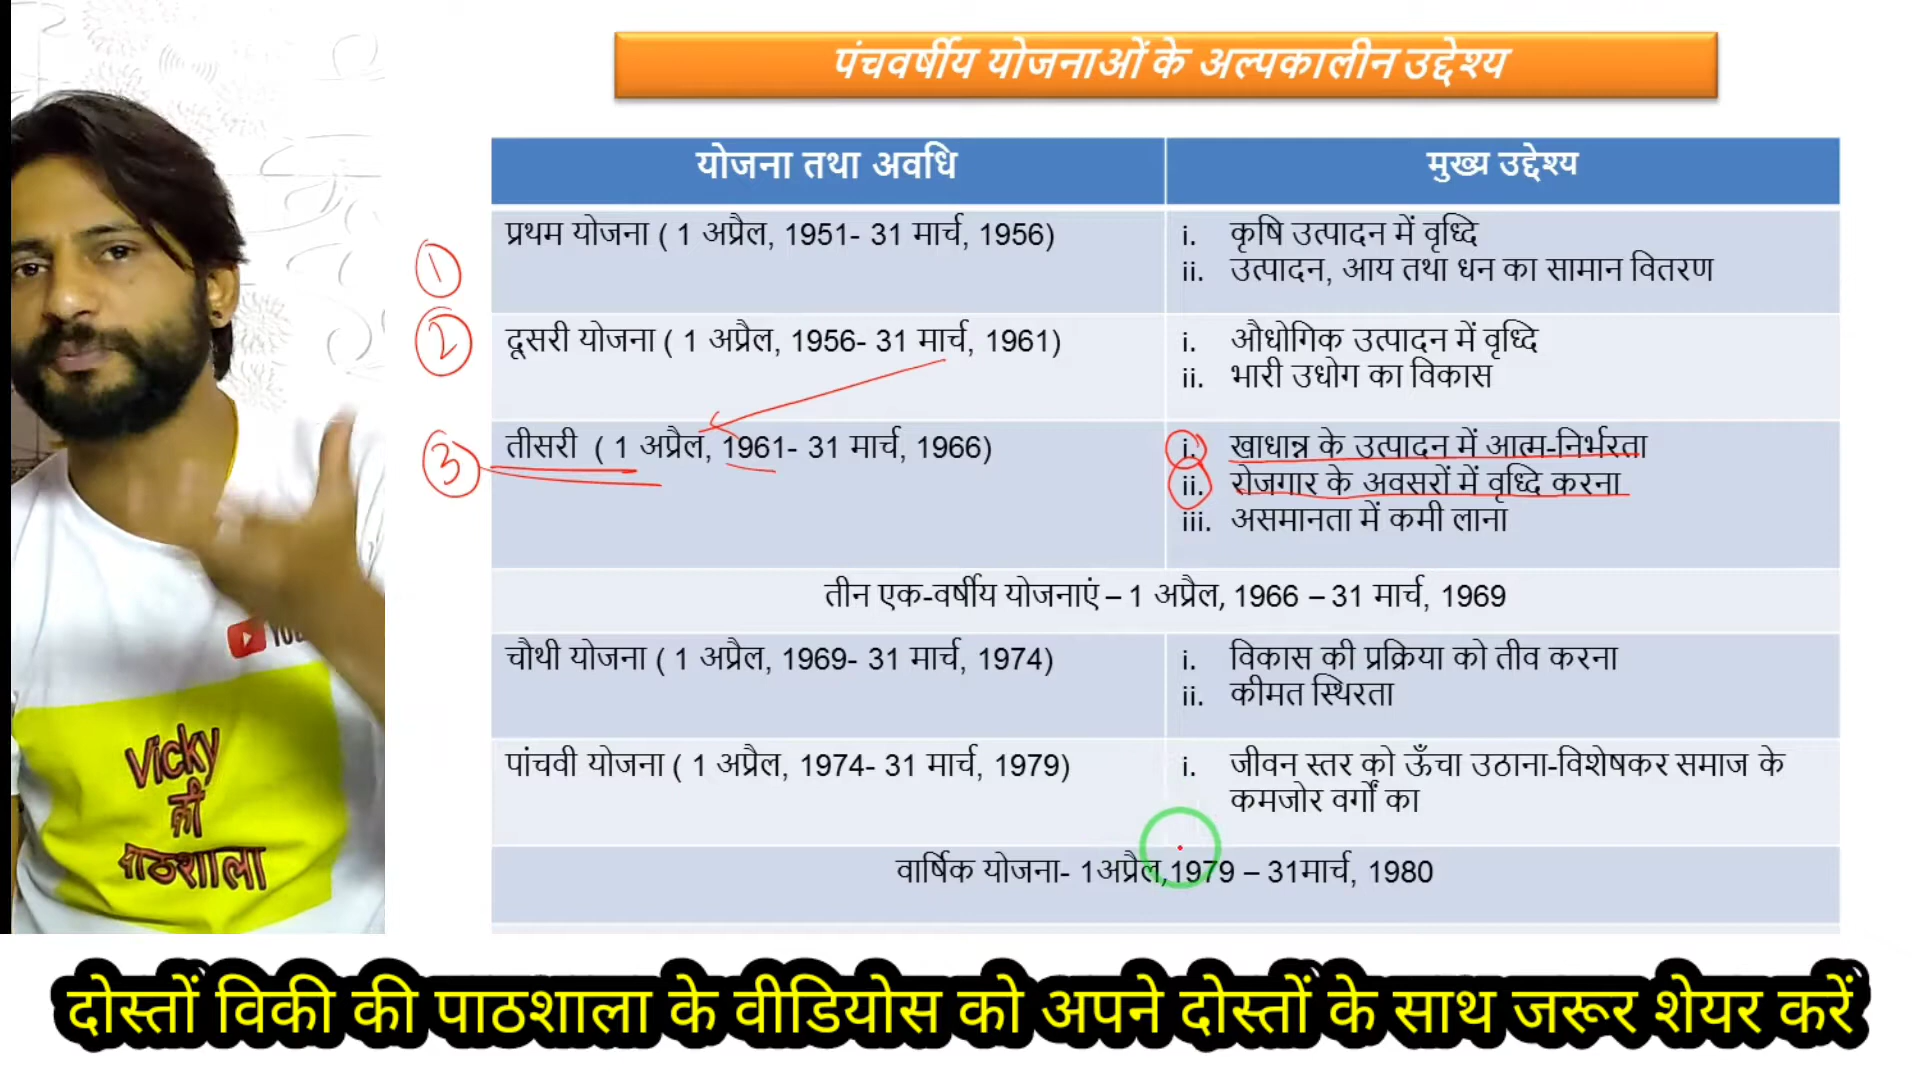 पंचवर्षीय योजनाओं के अल्पकालीन उद्देश्य
योजना तथा अवधि
मुख्य उद्देश्य
प्रथम योजना ( 1 अप्रैल, 1951- 31 मार्च, 1956)
i. कृषि उत्पादन में वृध्दि
ii. उत्पादन, आय तथा धन का सामान वितरण
1
दूसरी योजना ( 1 अप्रैल, 1956- 31 मार्च, 1961)
i. औधोगिक उत्पादन में वृध्दि
ii. भारी उधोग का विकास
2
तीसरी ( 1 अप्रैल, 1961- 31 मार्च, 1966)
i. खाधान्न के उत्पादन में आत्म-निर्भरता
ii. रोजगार के अवसरों में वृध्दि करना
iii. असमानता में कमी लाना
3
तीन एक-वर्षीय योजनाएं – 1 अप्रैल, 1966 – 31 मार्च, 1969
चौथी योजना ( 1 अप्रैल, 1969- 31 मार्च, 1974)
i. विकास की प्रक्रिया को तीव करना
ii. कीमत स्थिरता
पांचवी योजना ( 1 अप्रैल, 1974- 31 मार्च, 1979)
i. जीवन स्तर को ऊँचा उठाना-विशेषकर समाज के
कमजोर वर्गों का
वार्षिक योजना- 1अप्रैल,1979 – 31मार्च, 1980
Vicky
की
पाठशाला
दोस्तों विकी की पाठशाला के वीडियोस को अपने दोस्तों के साथ जरूर शेयर करें